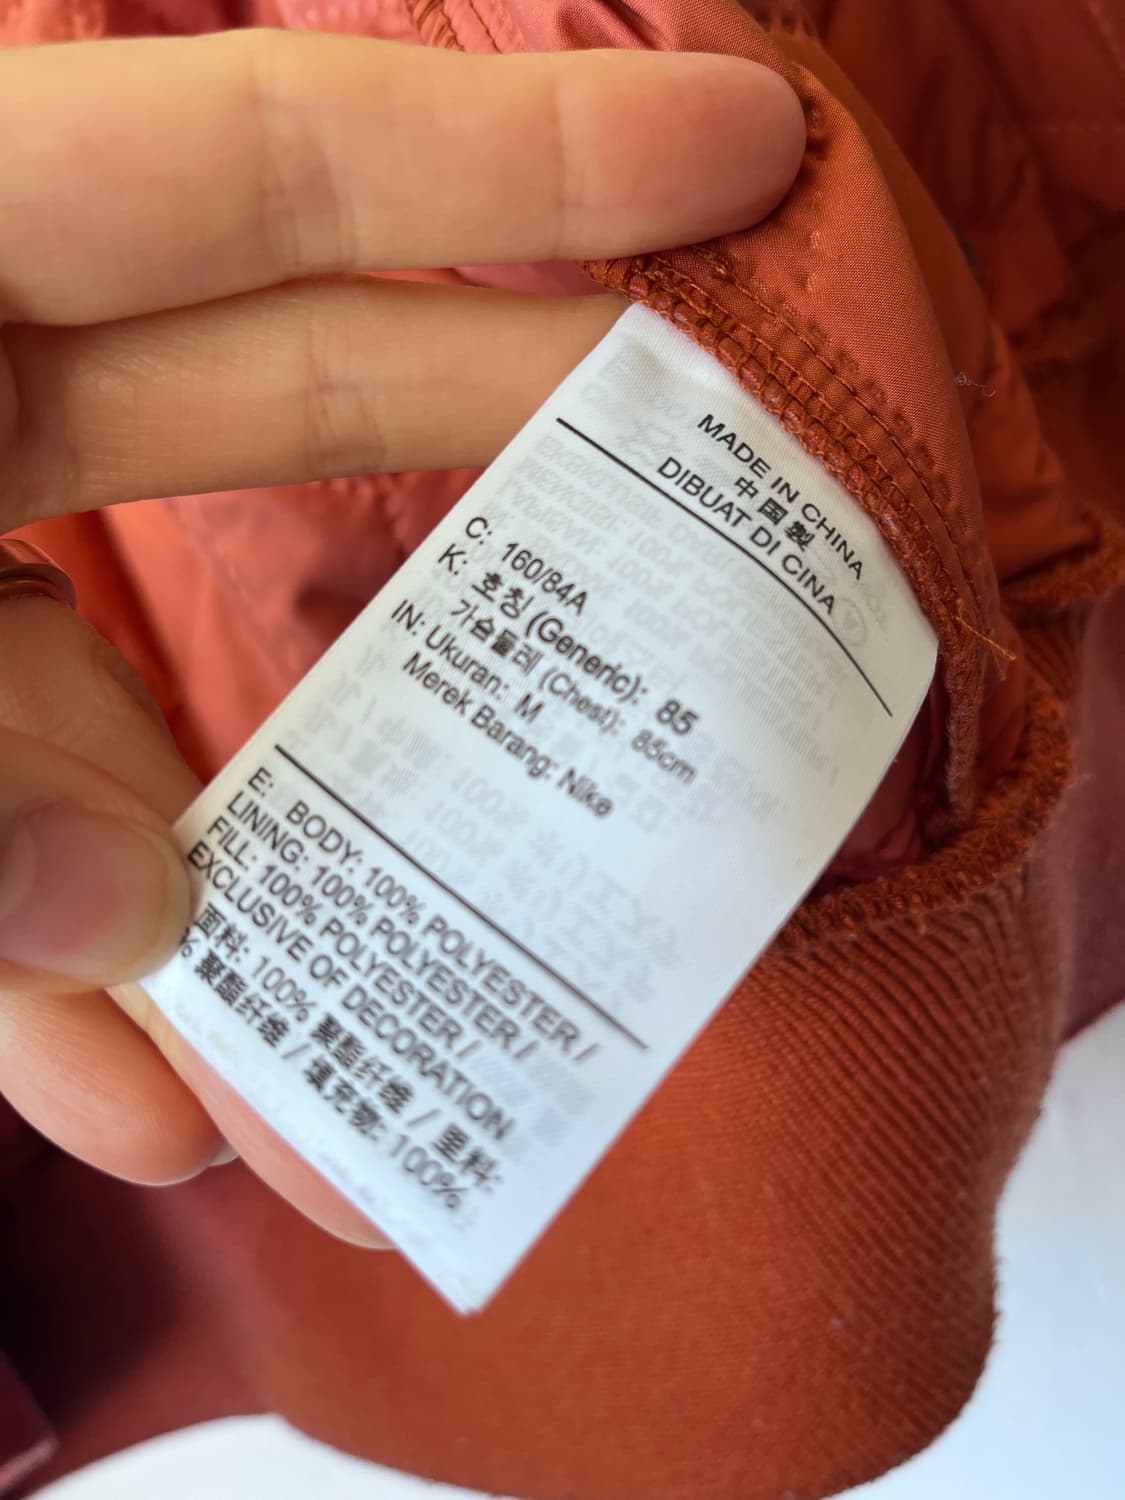 MADE IN CHINA
中国製
DIBUAT DI CINA
C: 160/84A
K: 호칭 (Generic): 85
가슴둘레 (Chest): 85cm
IN: Ukuran: M
Merek Barang: Nike
E: BODY: 100% POLYESTER /
LINING: 100% POLYESTER /
FILL: 100% POLYESTER /
EXCLUSIVE OF DECORATION
面料: 100% 聚酯纤维 / 里料:
% 聚酯纤维 / 填充物: 100%